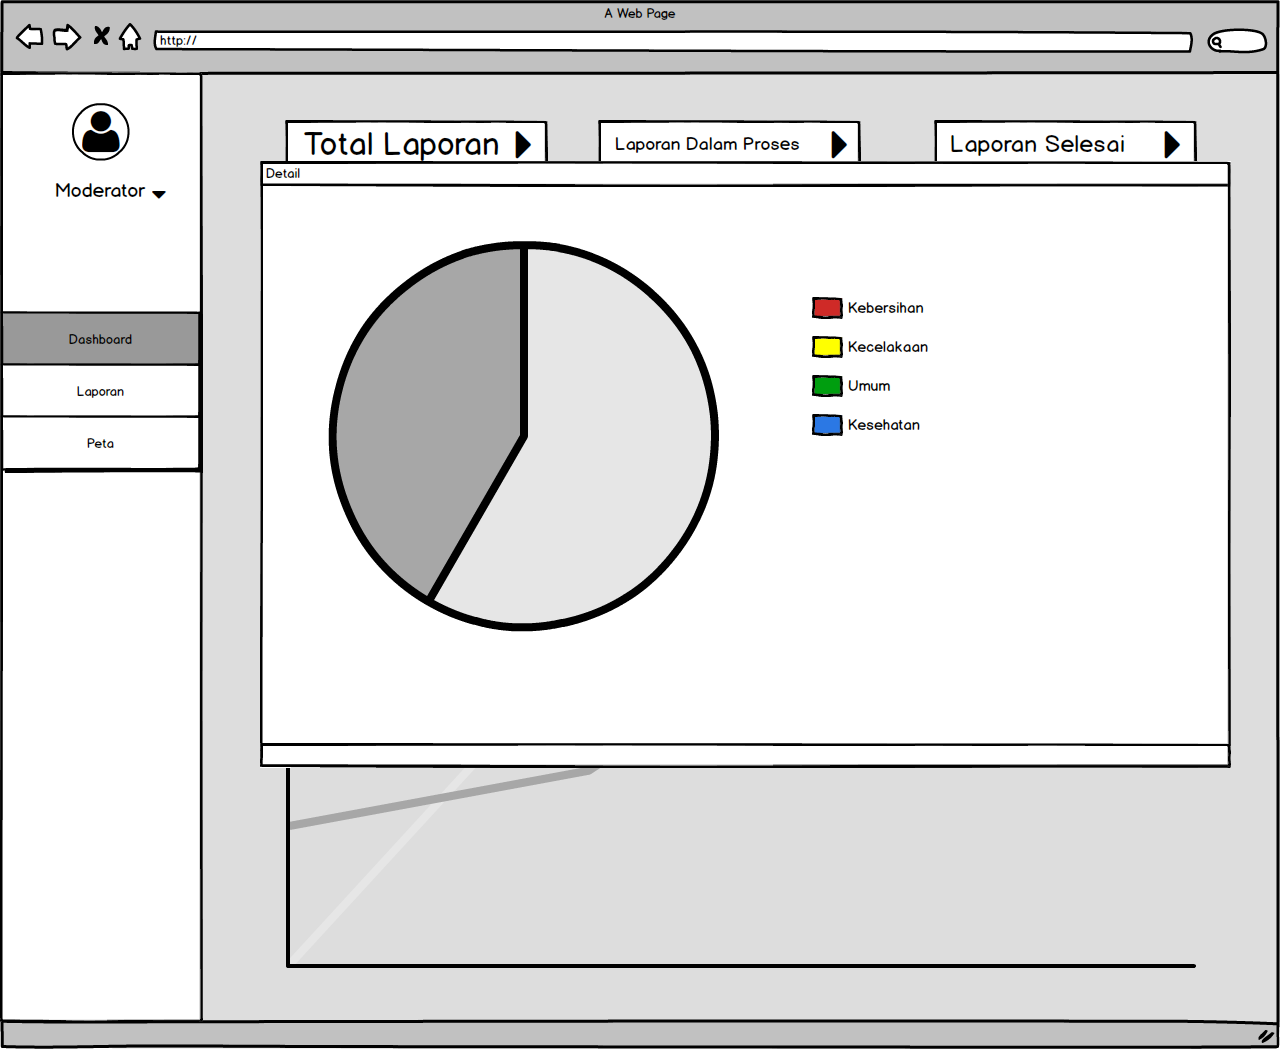 A Web Page
http://
Moderator
Dashboard
Laporan
Peta
Total Laporan
Laporan Dalam Proses
Laporan Selesai
Detail
Kebersihan
Kecelakaan
Umum
Kesehatan